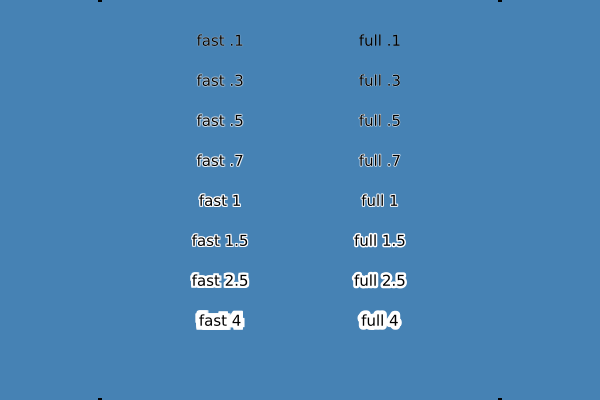 fast .1 full .1
fast .3 full .3
fast .5 full .5
fast .7 full .7
fast 1 full 1
fast 1.5 full 1.5
fast 2.5 full 2.5
fast 4 full 4